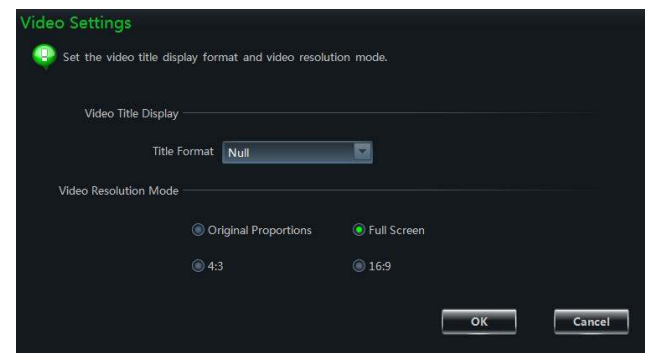 Video Settings
Set the video title display format and video resolution mode.
Video Title Display
Title Format Null
Video Resolution Mode
Original Proportions Full Screen
4:3 16:9
OK Cancel